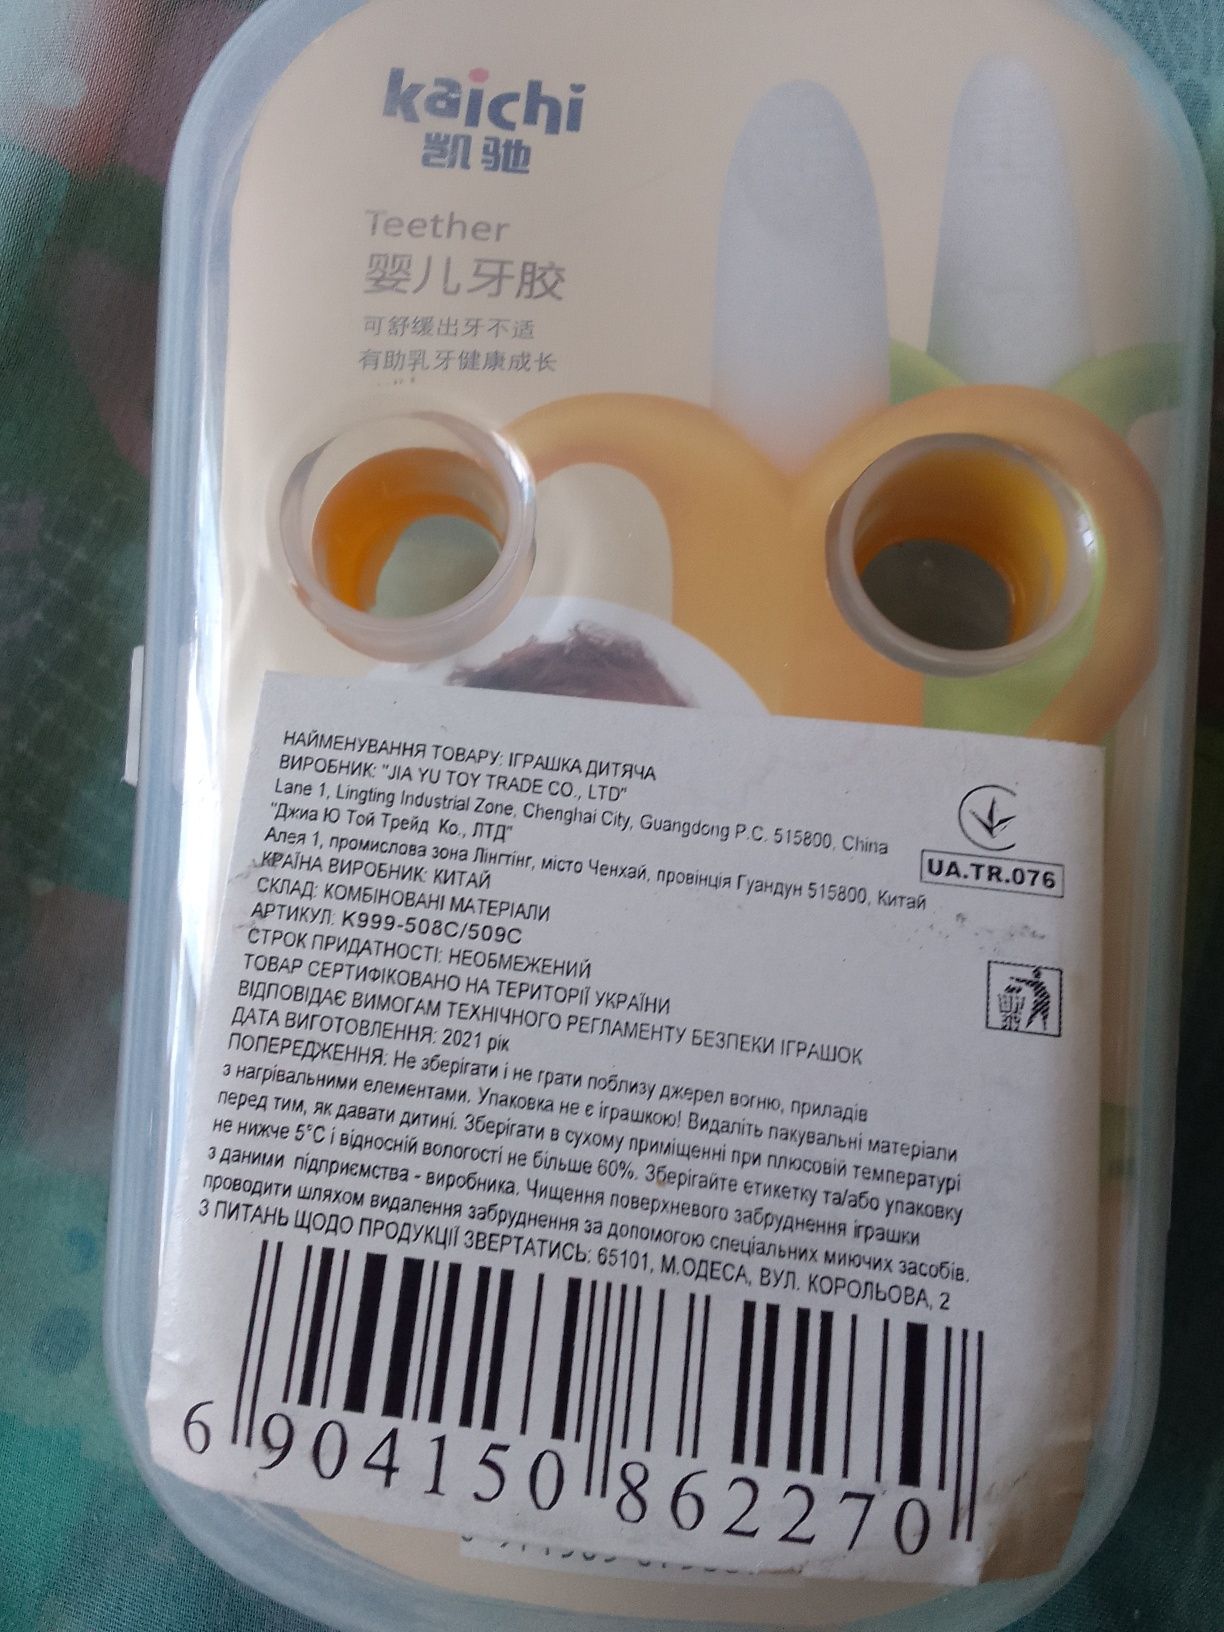 kaichi
凯驰
Teether
婴儿牙胶
可舒缓出牙不适
有助乳牙健康成长
НАЙМЕНУВАННЯ ТОВАРУ: ІГРАШКА ДИТЯЧА
ВИРОБНИК: "JIA YU TOY TRADE CO., LTD"
Lane 1, Lingting Industrial Zone, Chenghai City, Guangdong P.C. 515800, China
"Джиа Ю Той Трейд Ко., ЛТД"
Алея 1, промислова зона Лінгтінг, місто Ченхай, провінція Гуандун 515800, Китай
КРАЇНА ВИРОБНИК: КИТАЙ
СКЛАД: КОМБІНОВАНІ МАТЕРІАЛИ
АРТИКУЛ: K999-508C/509C
СТРОК ПРИДАТНОСТІ: НЕОБМЕЖЕНИЙ
ТОВАР СЕРТИФІКОВАНО НА ТЕРИТОРІЇ УКРАЇНИ
ВІДПОВІДАЄ ВИМОГАМ ТЕХНІЧНОГО РЕГЛАМЕНТУ БЕЗПЕКИ ІГРАШОК
ДАТА ВИГОТОВЛЕННЯ: 2021 рік
ПОПЕРЕДЖЕННЯ: Не зберігати і не грати поблизу джерел вогню, приладів
з нагрівальними елементами. Упаковка не є іграшкою! Видаліть пакувальні матеріали
перед тим, як давати дитині. Зберігати в сухому приміщенні при плюсовій температурі
не нижче 5°С і відносній вологості не більше 60%. Зберігайте етикетку та/або упаковку
з даними підприємства - виробника. Чищення поверхневого забруднення іграшки
проводити шляхом видалення забруднення за допомогою спеціальних миючих засобів.
З ПИТАНЬ ЩОДО ПРОДУКЦІЇ ЗВЕРТАТИСЬ: 65101, М.ОДЕСА, ВУЛ. КОРОЛЬОВА, 2
UA.TR.076
6 904150 862270